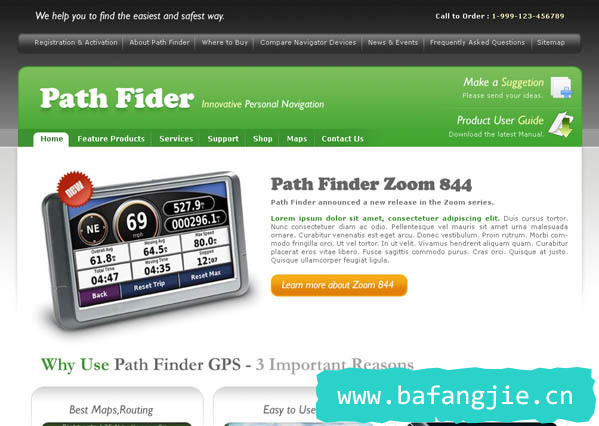 We help you to find the easiest and safest way.
Call to Order : 1-999-123-456789
Registration & Activation
About Path Finder
Where to Buy
Compare Navigator Devices
News & Events
Frequently Asked Questions
Sitemap
Path Fider
Innovative Personal Navigation
Make a Suggetion
Please send your ideas.
Product User Guide
Download the latest Manual.
Home
Feature Products
Services
Support
Shop
Maps
Contact Us
new
NE
69
527.9
000296.1
Overall Avg
61.8
Moving Avg
64.5
Max Speed
80.0
Total Time
04:47
Moving Time
04:35
Stopped
12:07
Back
Reset Trip
Reset Max
Path Finder Zoom 844
Path Finder announced a new release in the Zoom series.
Lorem ipsum dolor sit amet, consectetuer adipiscing elit. Duis cursus tortor.
Nunc consectetuer diam ac odio. Pellentesque vel mauris sit amet urna malesuada
ornare. Curabitur venenatis est eget arcu. Donec vestibulum. Proin rutrum. Morbi com-
modo fringilla orci. Ut vel tortor. In ut velit. Vivamus hendrerit aliquam quam. Curabitur
placerat eros vitae libero. Fusce sagittis commodo purus. Cras orci. Quisque at justo.
Quisque ullamcorper feugiat ligula.
Learn more about Zoom 844
Why Use Path Finder GPS - 3 Important Reasons
www.bafangjie.cn
Best Maps,Routing
Easy to Use